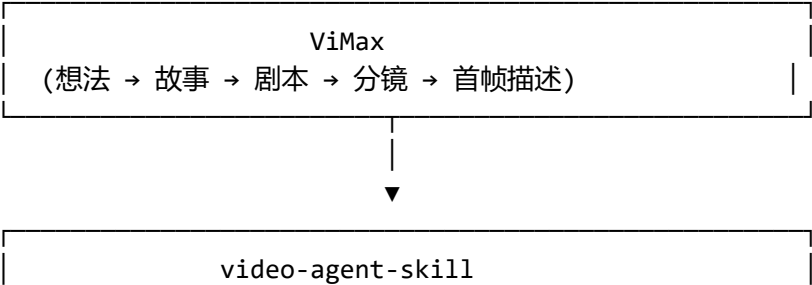 ViMax
(想法 → 故事 → 剧本 → 分镜 → 首帧描述)
video-agent-skill